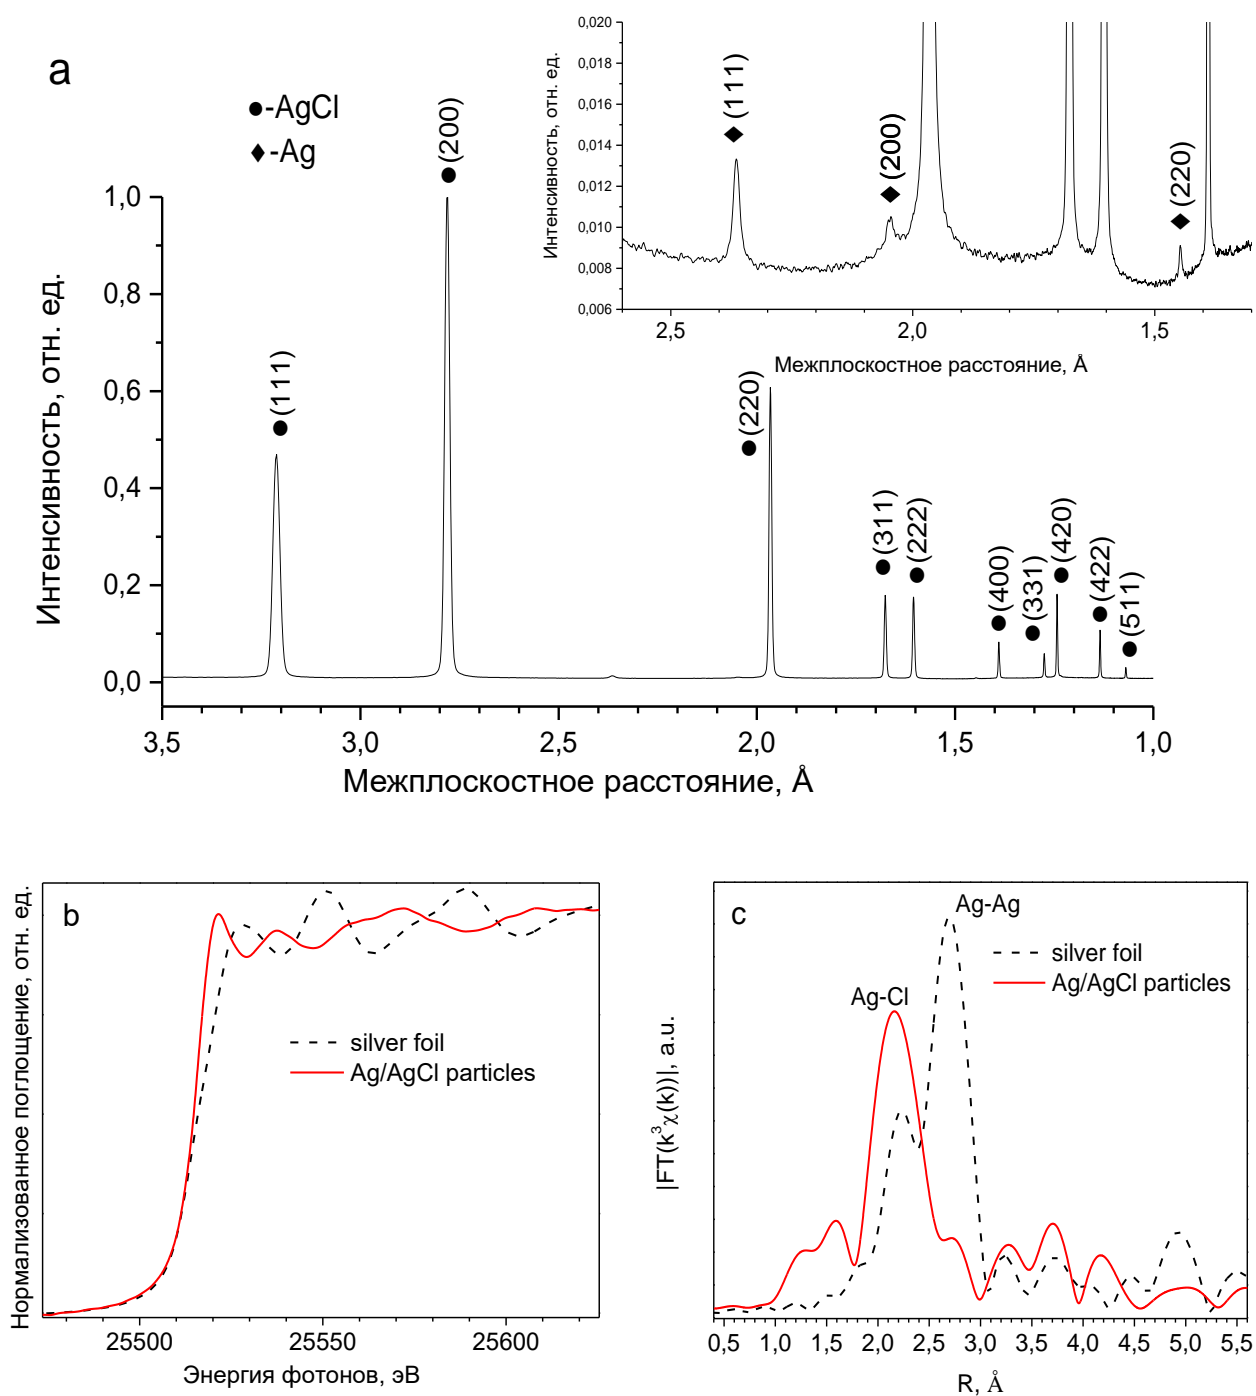 a
●-AgCl
♦-Ag
Интенсивность, отн. ед.
1,0
0,8
0,6
0,4
0,2
0,0
(111)
(200)
(220)
(311)
(222)
(400)
(331)
(420)
(422)
(511)
3,5 3,0 2,5 2,0 1,5 1,0
Межплоскостное расстояние, Å
Интенсивность, отн. ед.
0,020
0,018
0,016
0,014
0,012
0,010
0,008
0,006
(111)
(200)
(220)
2,5 2,0 1,5
Межплоскостное расстояние, Å
b
Нормализованное поглощение, отн. ед.
silver foil
Ag/AgCl particles
25500 25550 25600
Энергия фотонов, эВ
c
|FT(k³χ(k))|, a.u.
Ag-Ag
Ag-Cl
silver foil
Ag/AgCl particles
0,5 1,0 1,5 2,0 2,5 3,0 3,5 4,0 4,5 5,0 5,5
R, Å